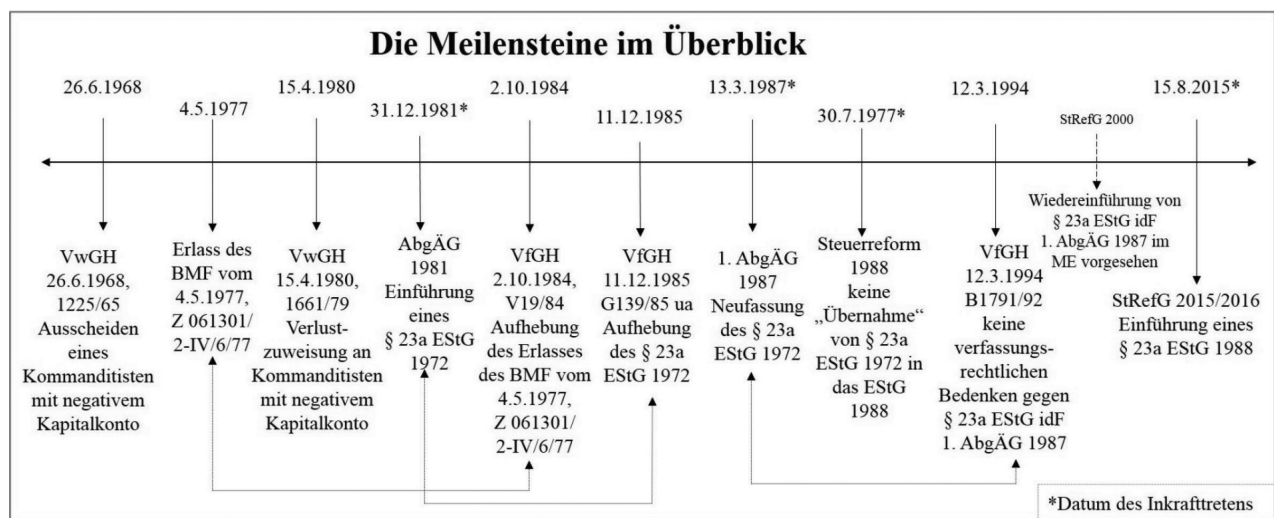 Die Meilensteine im Überblick
26.6.1968
4.5.1977
15.4.1980
31.12.1981*
2.10.1984
11.12.1985
13.3.1987*
30.7.1977*
12.3.1994
StRefG 2000
15.8.2015*
VwGH
26.6.1968,
1225/65
Ausscheiden
eines
Kommanditisten
mit negativem
Kapitalkonto
Erlass des
BMF vom
4.5.1977,
Z 061301/
2-IV/6/77
VwGH
15.4.1980,
1661/79
Verlust-
zuweisung an
Kommanditisten
mit negativem
Kapitalkonto
AbgÄG
1981
Einführung
eines
§ 23a EStG
1972
VfGH
2.10.1984,
V19/84
Aufhebung
des Erlasses
des BMF vom
4.5.1977,
Z 061301/
2-IV/6/77
VfGH
11.12.1985
G139/85 ua
Aufhebung
des § 23a
EStG 1972
1. AbgÄG
1987
Neufassung
des § 23a
EStG 1972
Steuerreform
1988
keine
„Übernahme“
von § 23a
EStG 1972 in
das EStG
1988
VfGH
12.3.1994
B1791/92
keine
verfassungs-
rechtlichen
Bedenken gegen
§ 23a EStG idF
1. AbgÄG 1987
Wiedereinführung von
§ 23a EStG idF
1. AbgÄG 1987 im
ME vorgesehen
StRefG 2015/2016
Einführung eines
§ 23a EStG 1988
*Datum des Inkrafttretens